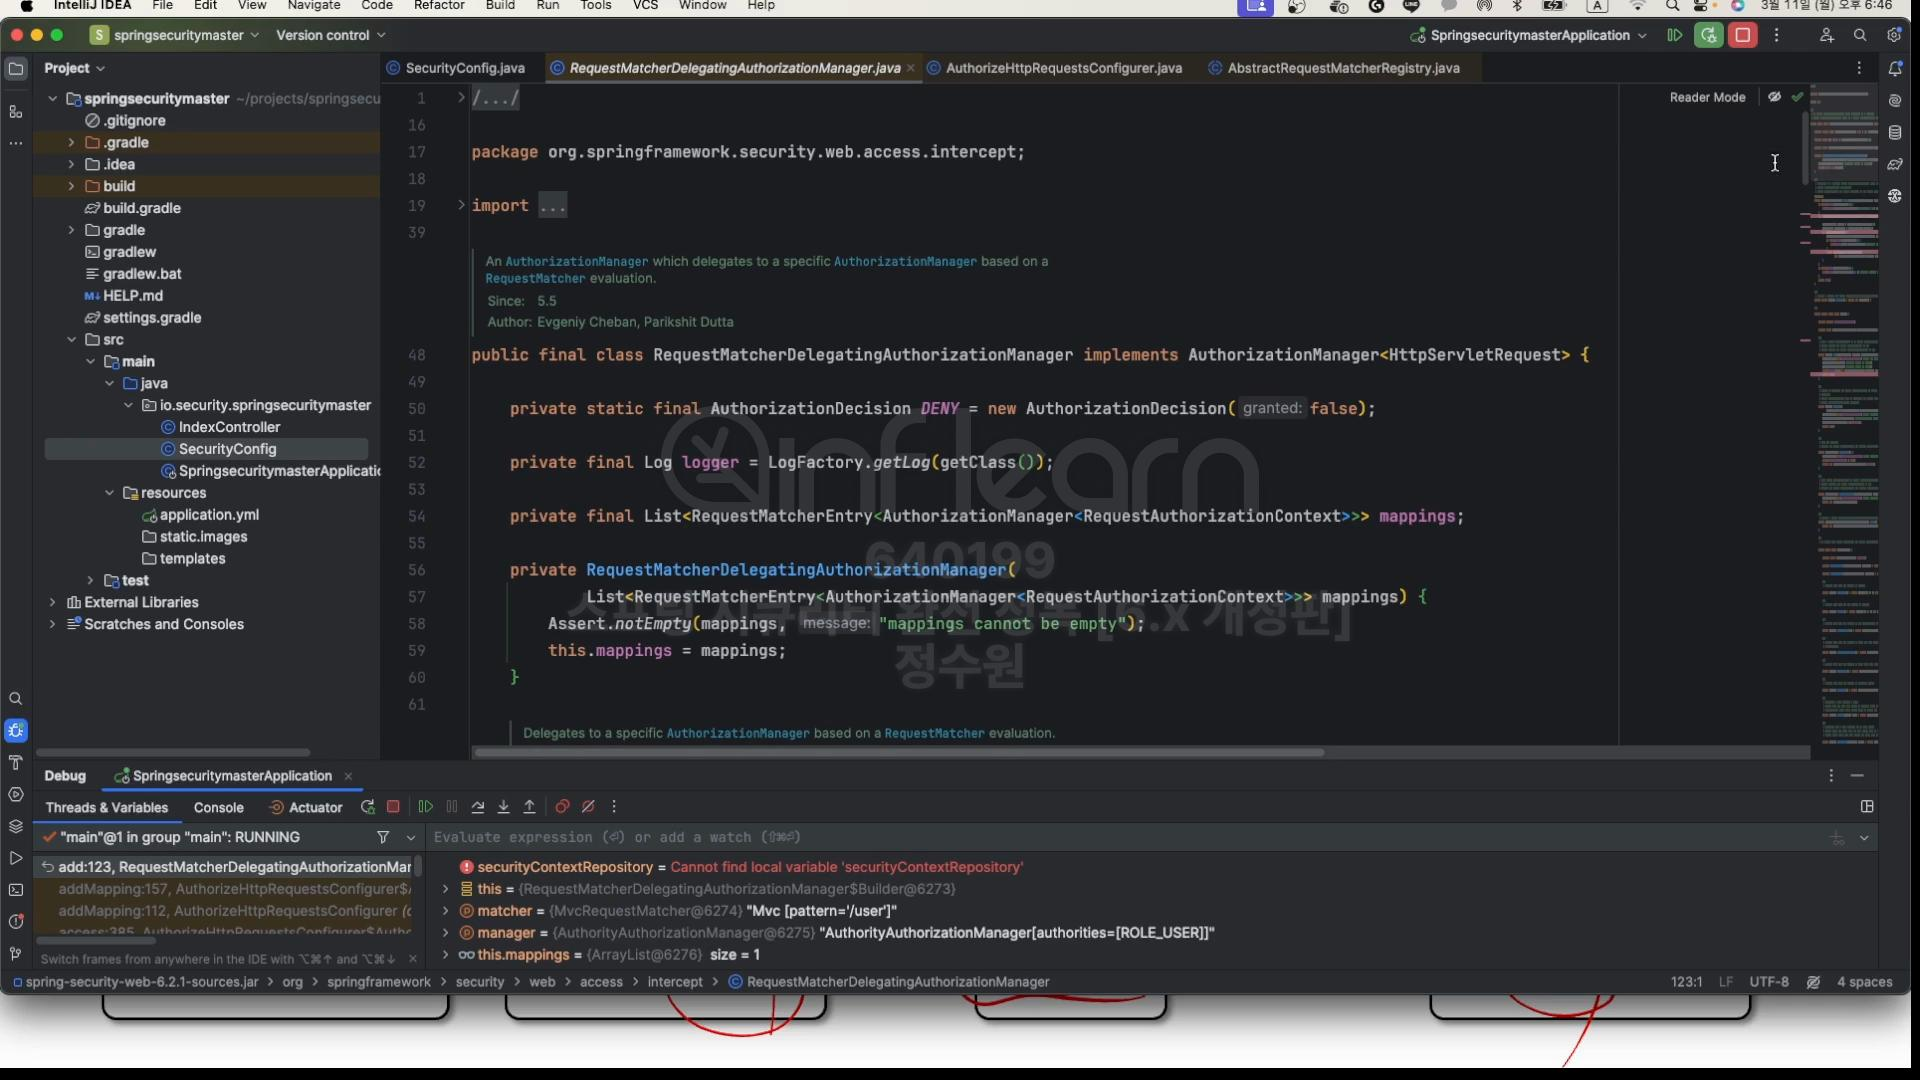 IntelliJ IDEA File Edit View Navigate Code Refactor Build Run Tools VCS Window Help A 3월 11일 (월) 오후 6:46
S springsecuritymaster Version control SpringsecuritymasterApplication
Project SecurityConfig.java RequestMatcherDelegatingAuthorizationManager.java AuthorizeHttpRequestsConfigurer.java AbstractRequestMatcherRegistry.java
springsecuritymaster ~/projects/springsecu
.gitignore
.gradle
.idea
build
build.gradle
gradle
gradlew
gradlew.bat
HELP.md
settings.gradle
src
main
java
io.security.springsecuritymaster
IndexController
SecurityConfig
SpringsecuritymasterApplicatio
resources
application.yml
static.images
templates
test
External Libraries
Scratches and Consoles
Reader Mode
1 /.../
16
17 package org.springframework.security.web.access.intercept;
18
19 import ...
39
An AuthorizationManager which delegates to a specific AuthorizationManager based on a
RequestMatcher evaluation.
Since: 5.5
Author: Evgeniy Cheban, Parikshit Dutta
48 public final class RequestMatcherDelegatingAuthorizationManager implements AuthorizationManager<HttpServletRequest> {
49
50 private static final AuthorizationDecision DENY = new AuthorizationDecision( granted: false);
51
52 private final Log logger = LogFactory.getLog(getClass());
53
54 private final List<RequestMatcherEntry<AuthorizationManager<RequestAuthorizationContext>>> mappings;
55
56 private RequestMatcherDelegatingAuthorizationManager(
57 List<RequestMatcherEntry<AuthorizationManager<RequestAuthorizationContext>>> mappings) {
58 Assert.notEmpty(mappings, message: "mappings cannot be empty");
59 this.mappings = mappings;
60 }
61
Delegates to a specific AuthorizationManager based on a RequestMatcher evaluation.
inflearn
640199
스프링 시큐리티 완전 정복 [6.x 개정판]
정수원
Debug SpringsecuritymasterApplication
Threads & Variables Console Actuator
"main"@1 in group "main": RUNNING
Evaluate expression (⏎) or add a watch (⇧⌘⏎)
add:123, RequestMatcherDelegatingAuthorizationMar
addMapping:157, AuthorizeHttpRequestsConfigurer$/
addMapping:112, AuthorizeHttpRequestsConfigurer (c
access:385, AuthorizeHttpRequestsConfigurer$Autho
Switch frames from anywhere in the IDE with ⌥⌘↑ and ⌥⌘↓
securityContextRepository = Cannot find local variable 'securityContextRepository'
this = {RequestMatcherDelegatingAuthorizationManager$Builder@6273}
matcher = {MvcRequestMatcher@6274} "Mvc [pattern='/user']"
manager = {AuthorityAuthorizationManager@6275} "AuthorityAuthorizationManager[authorities=[ROLE_USER]]"
this.mappings = {ArrayList@6276} size = 1
spring-security-web-6.2.1-sources.jar > org > springframework > security > web > access > intercept > RequestMatcherDelegatingAuthorizationManager 123:1 LF UTF-8 4 spaces